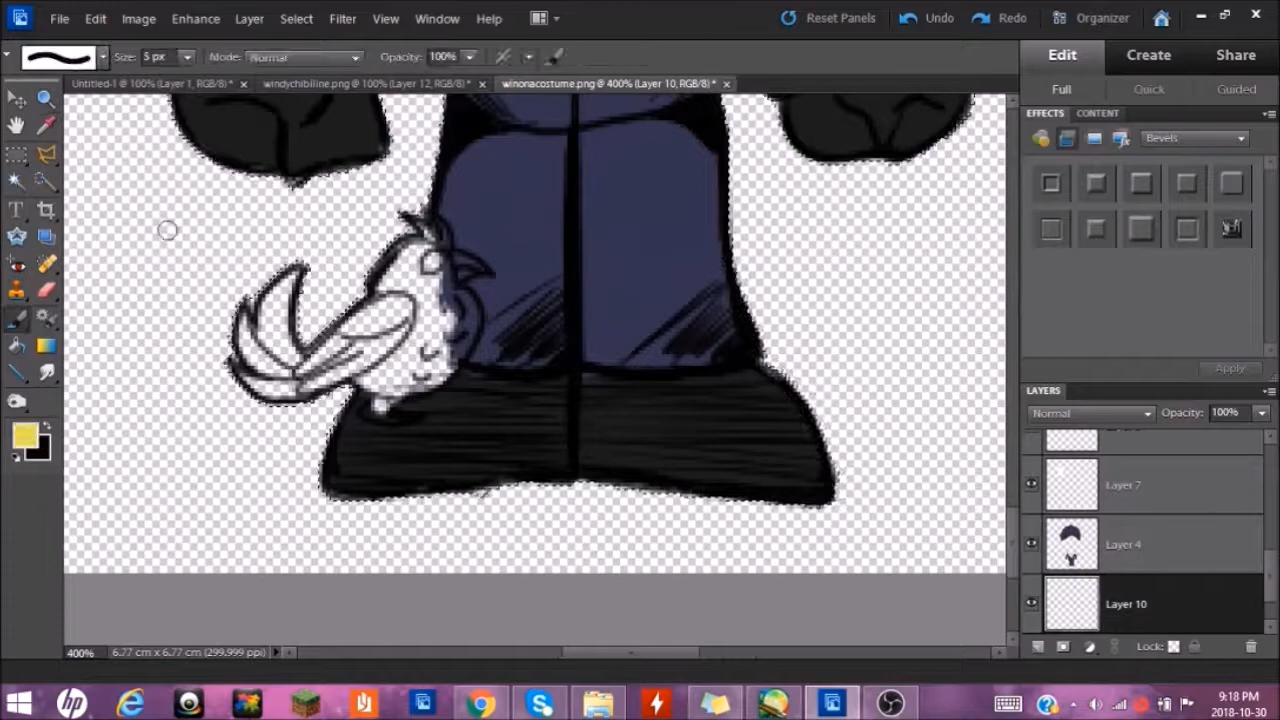 File Edit Image Enhance Layer Select Filter View Window Help Reset Panels Undo Redo Organizer
Size: 5 px Mode: Normal Opacity: 100% Edit Create Share
Untitled-1 @ 100% (Layer 1, RGB/8) * × windychibiline.png @ 100% (Layer 12, RGB/8) * × winonacostume.png @ 400% (Layer 10, RGB/8) * × Full Quick Guided
EFFECTS CONTENT
Bevels
Apply
LAYERS
Normal Opacity: 100%
Layer 7
Layer 4
Layer 10
400% 6.77 cm x 6.77 cm (299.999 ppi) Lock:
9:18 PM
2018-10-30